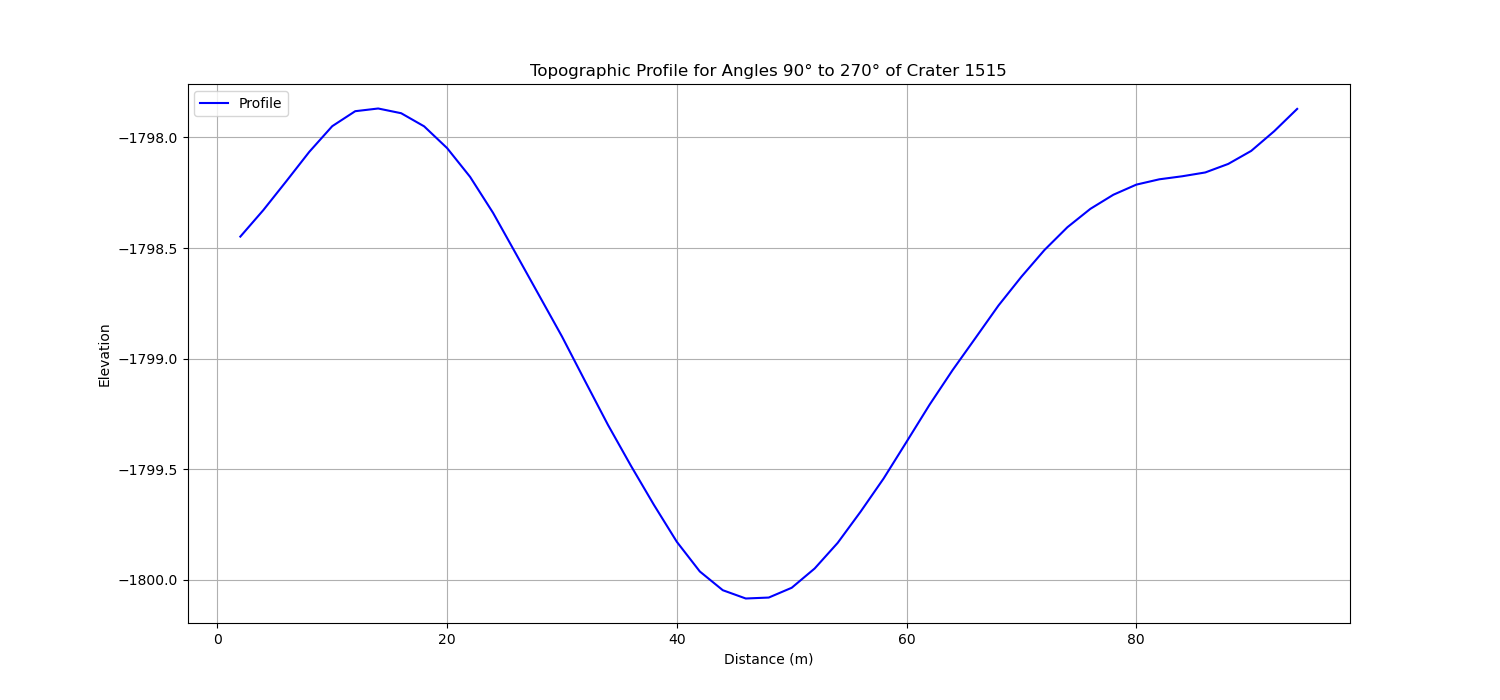 Topographic Profile for Angles 90° to 270° of Crater 1515
Profile
−1798.0
−1798.5
−1799.0
−1799.5
−1800.0
Elevation
0 20 40 60 80
Distance (m)